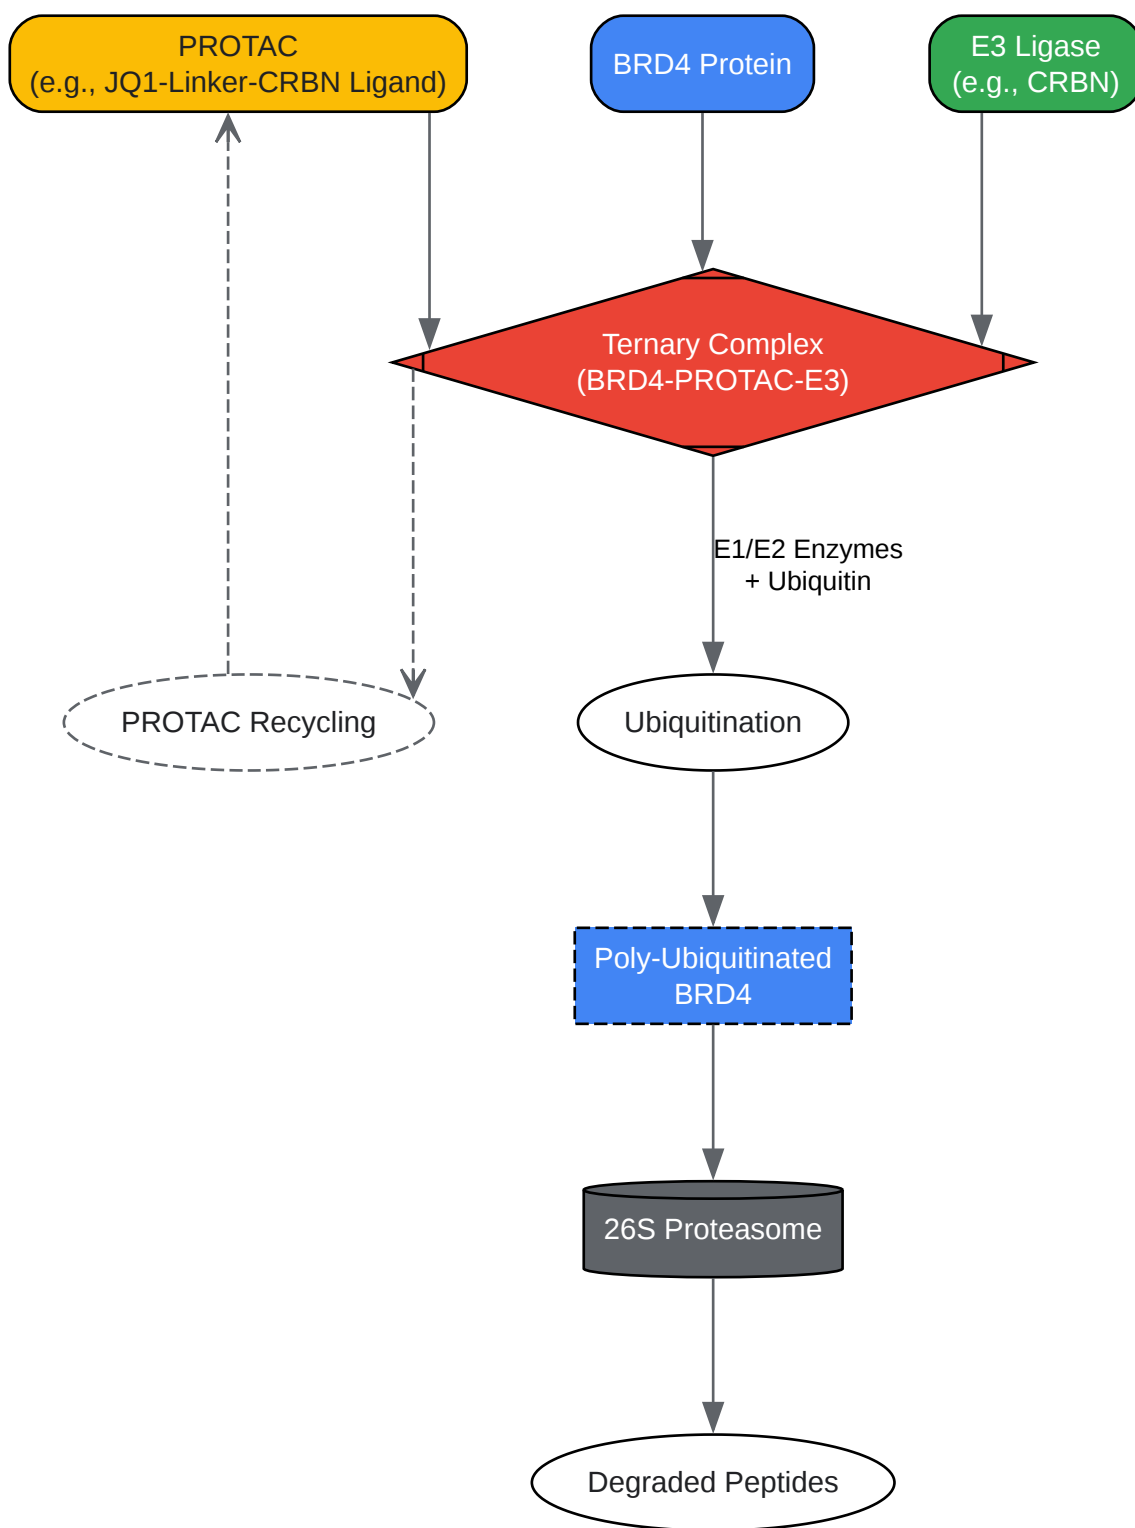 PROTAC
(e.g., JQ1-Linker-CRBN Ligand)
BRD4 Protein
E3 Ligase
(e.g., CRBN)
Ternary Complex
(BRD4-PROTAC-E3)
E1/E2 Enzymes
+ Ubiquitin
PROTAC Recycling
Ubiquitination
Poly-Ubiquitinated
BRD4
26S Proteasome
Degraded Peptides